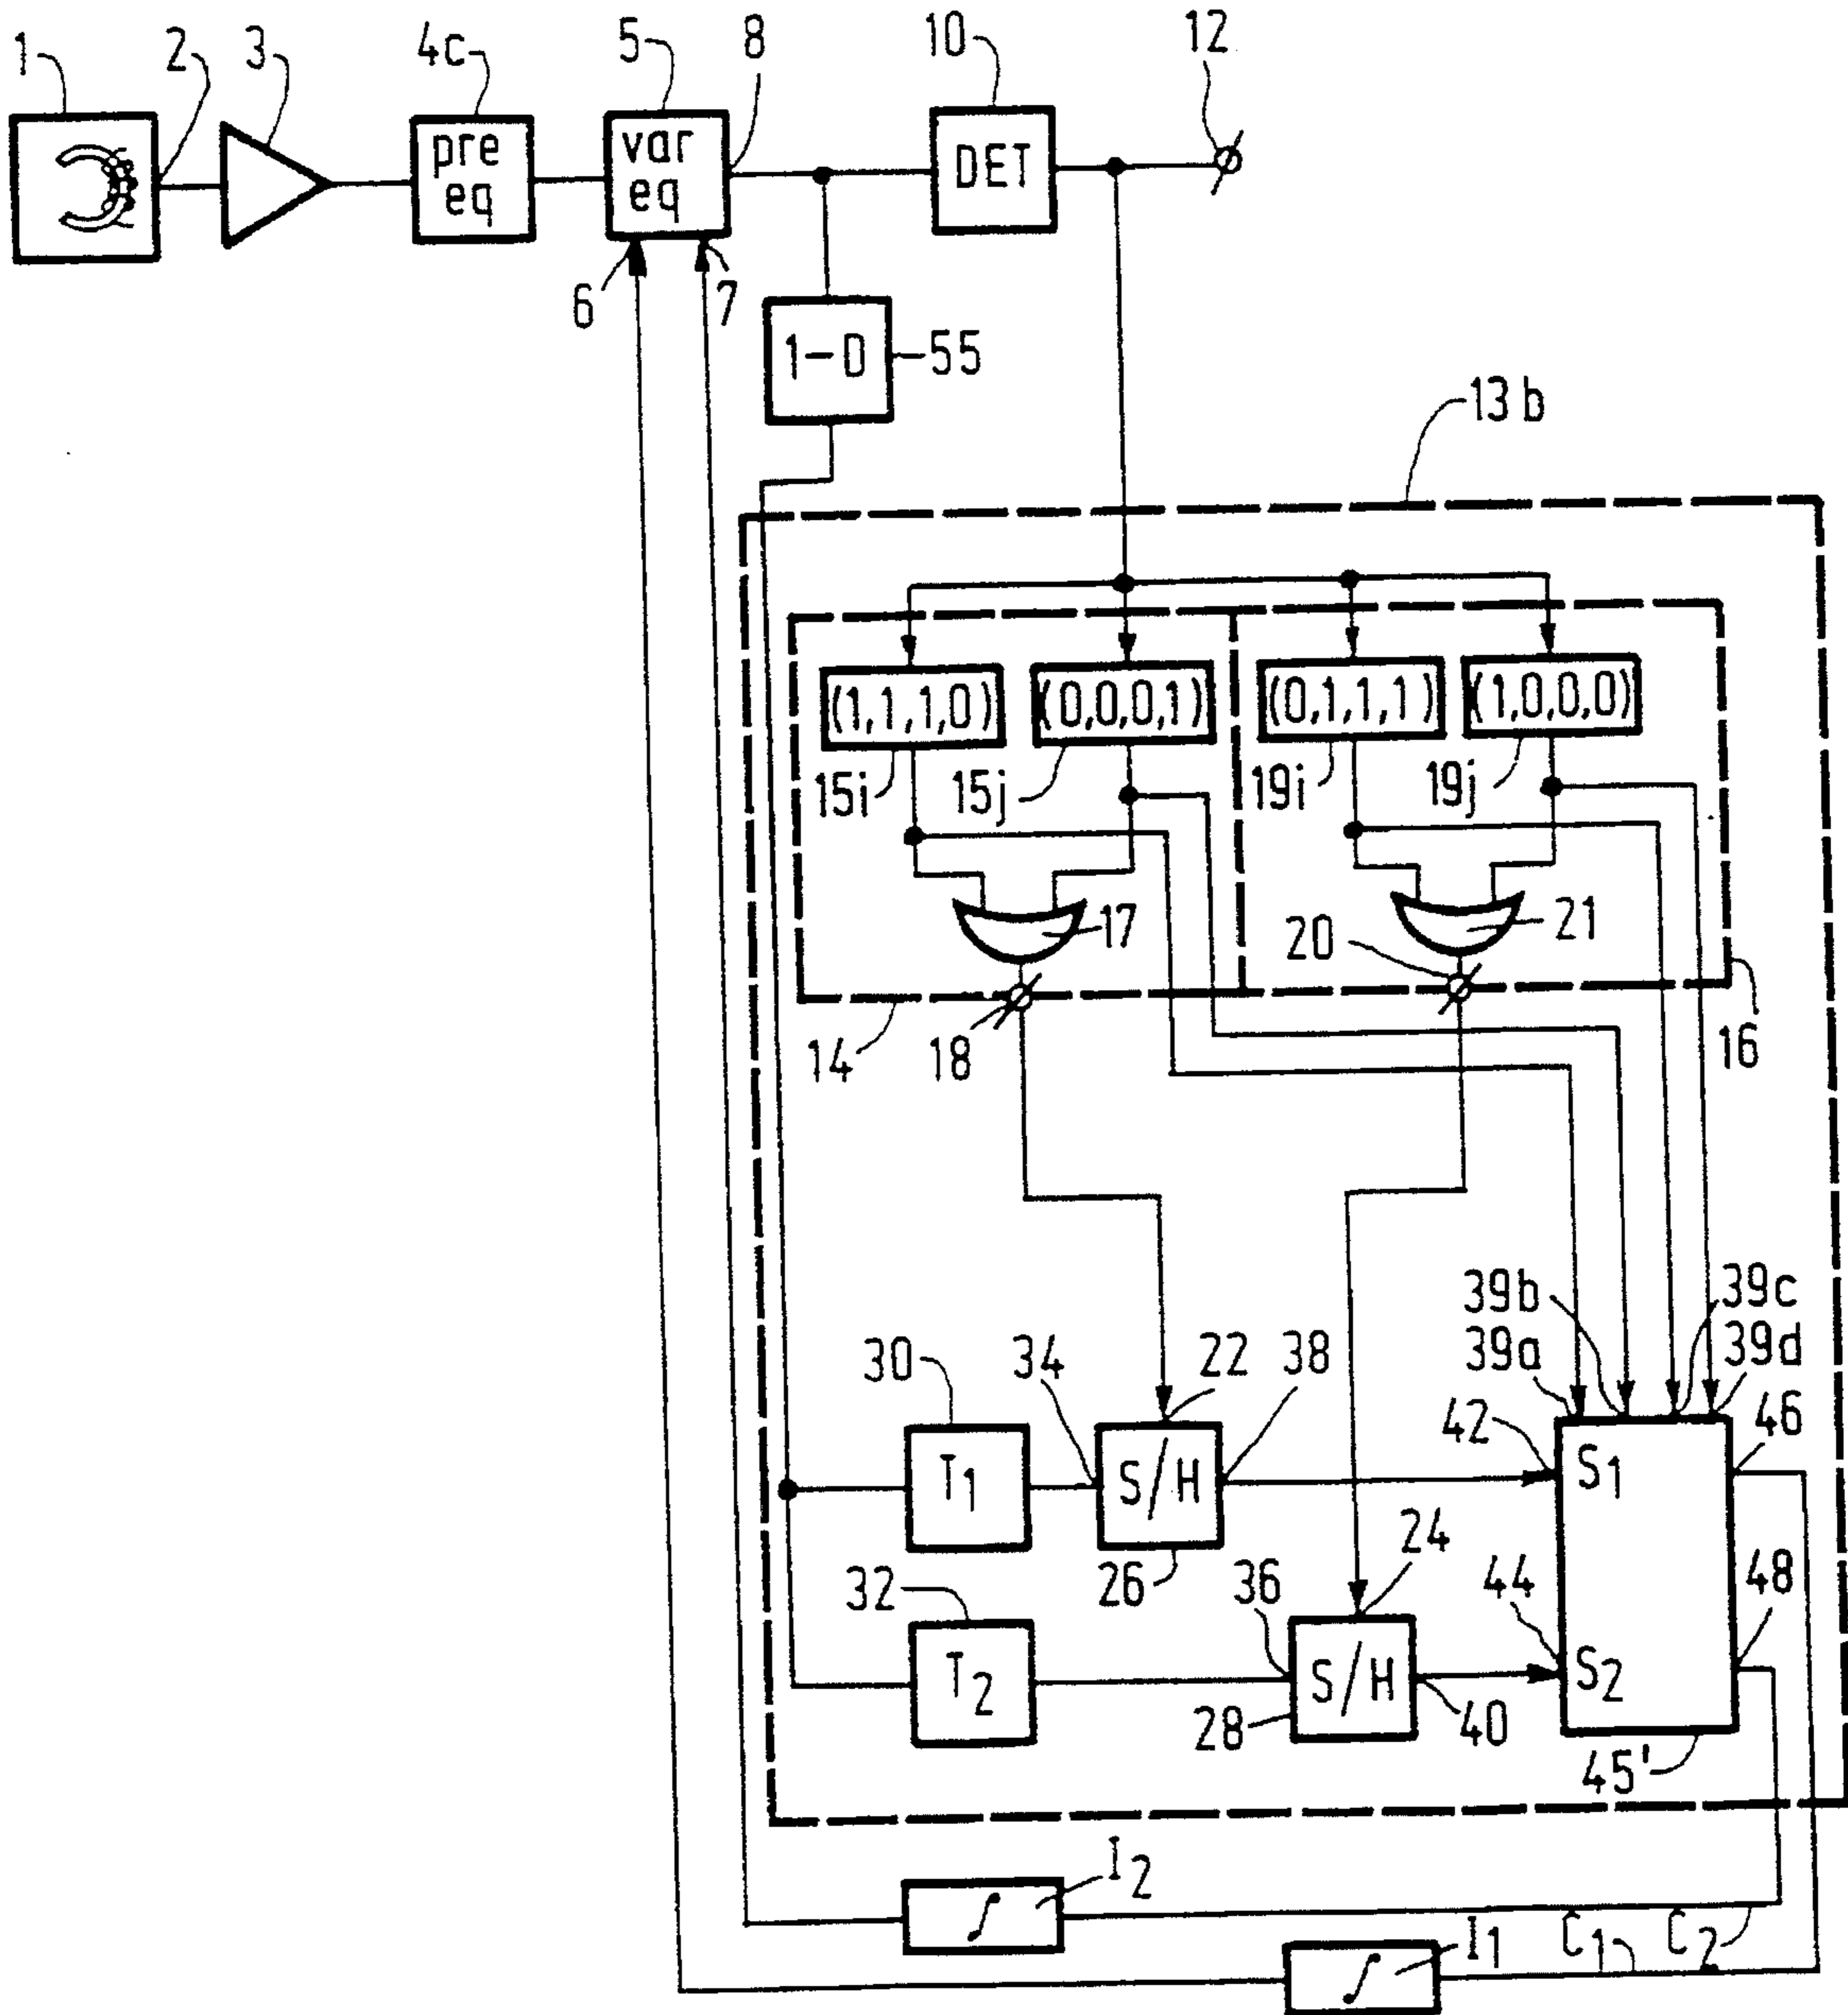 1
2
3
4c
5
8
10
12
pre
eq
var
eq
DET
6
7
1-D
55
13b
(1,1,1,0)
(0,0,0,1)
(0,1,1,1)
(1,0,0,0)
15i
15j
19i
19j
17
20
21
14
18
16
39b
39c
39a
39d
30
34
22
38
42
46
T1
S/H
S1
26
24
32
36
44
48
T2
S/H
S2
28
40
45'
I2
∫
C1
C2
I1
∫